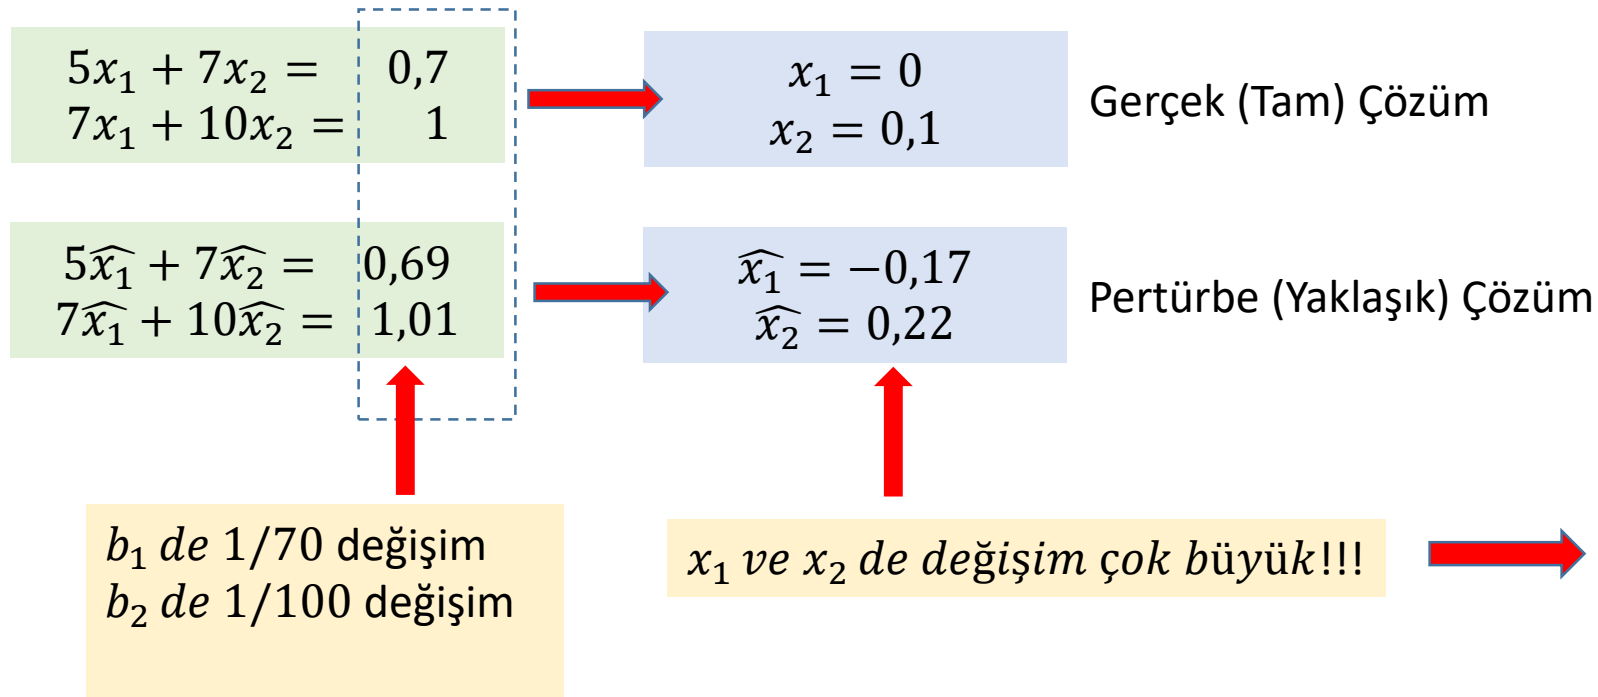 5x₁ + 7x₂ = 0,7
7x₁ + 10x₂ = 1
x₁ = 0
x₂ = 0,1
Gerçek (Tam) Çözüm
5x̂₁ + 7x̂₂ = 0,69
7x̂₁ + 10x̂₂ = 1,01
x̂₁ = −0,17
x̂₂ = 0,22
Pertürbe (Yaklaşık) Çözüm
b₁ de 1/70 değişim
b₂ de 1/100 değişim
x₁ ve x₂ de değişim çok büyük!!!